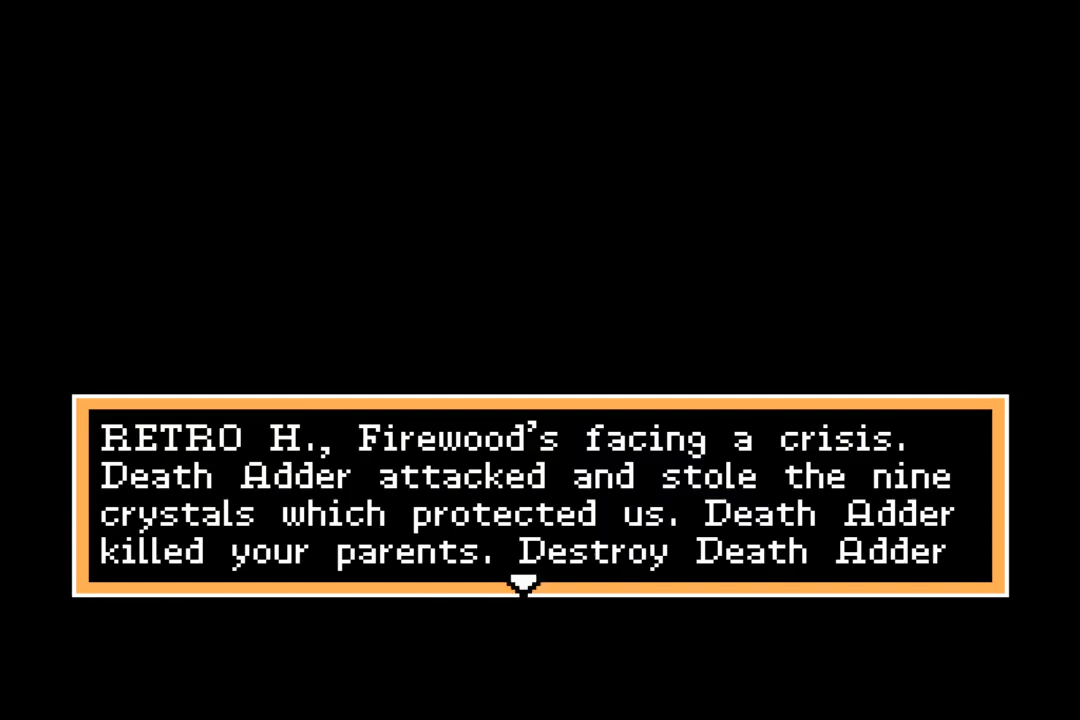 RETRO H., Firewood's facing a crisis.
Death Adder attacked and stole the nine
crystals which protected us. Death Adder
killed your parents. Destroy Death Adder